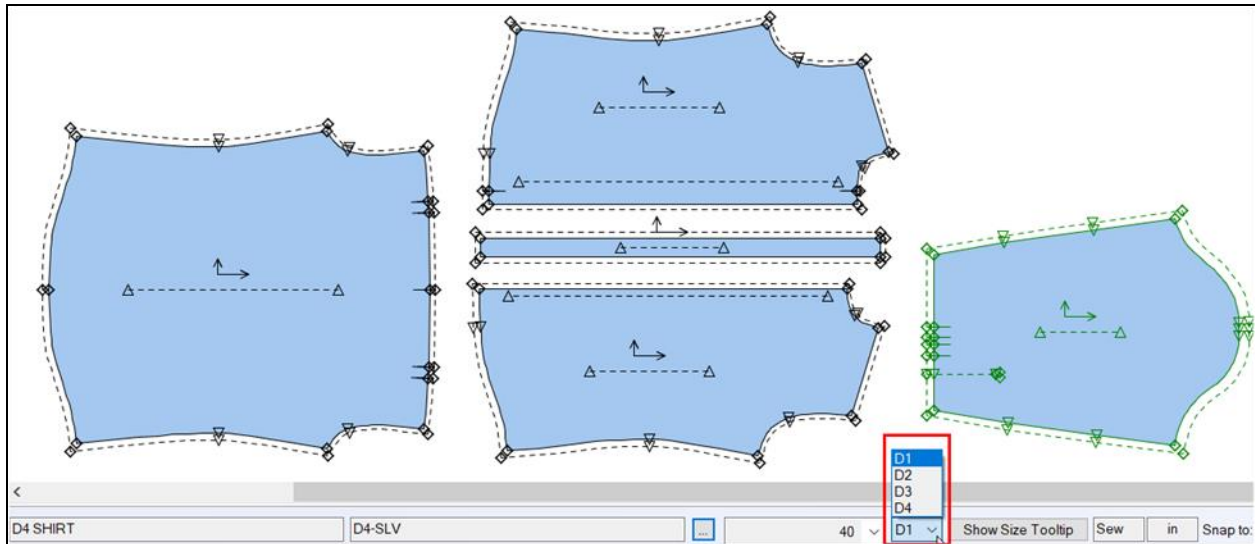 D1
D2
D3
D4
D4 SHIRT D4-SLV ... 40 D1 Show Size Tooltip Sew in Snap to: